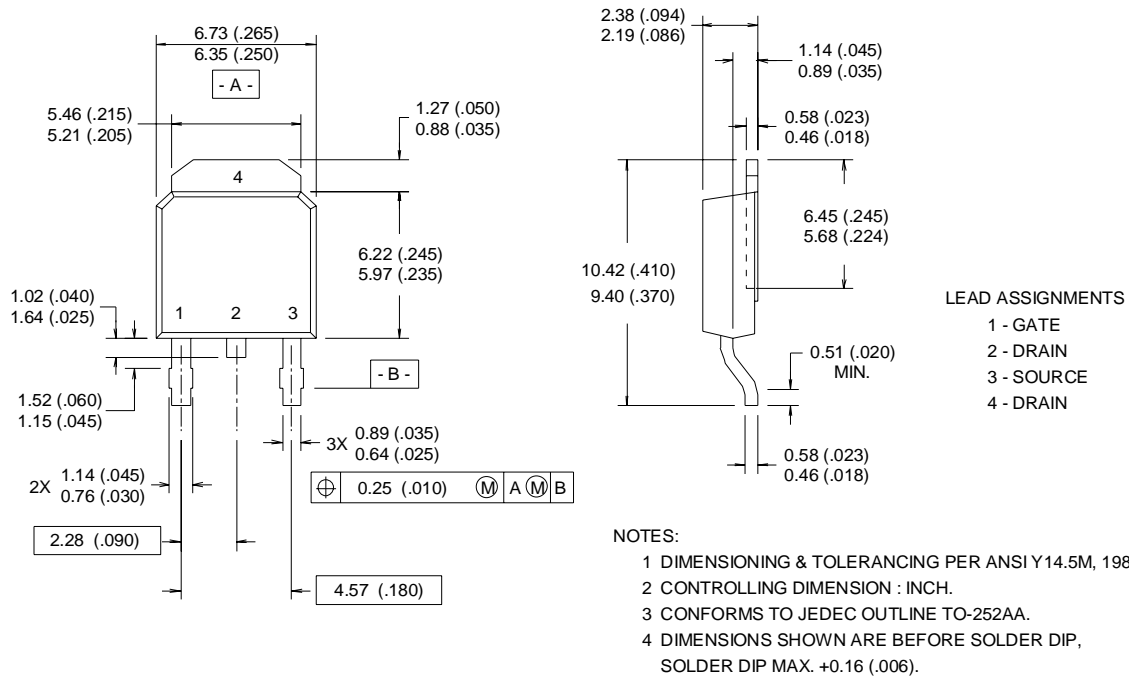 6.73 (.265)
6.35 (.250)
- A -
5.46 (.215)
5.21 (.205)
1.27 (.050)
0.88 (.035)
4
6.22 (.245)
5.97 (.235)
1.02 (.040)
1.64 (.025)
1 2 3
- B -
1.52 (.060)
1.15 (.045)
3X 0.89 (.035)
0.64 (.025)
2X 1.14 (.045)
0.76 (.030)
⌖ 0.25 (.010) Ⓜ A Ⓜ B
2.28 (.090)
4.57 (.180)
2.38 (.094)
2.19 (.086)
1.14 (.045)
0.89 (.035)
0.58 (.023)
0.46 (.018)
6.45 (.245)
5.68 (.224)
10.42 (.410)
9.40 (.370)
0.51 (.020)
MIN.
0.58 (.023)
0.46 (.018)
LEAD ASSIGNMENTS
1 - GATE
2 - DRAIN
3 - SOURCE
4 - DRAIN
NOTES:
1 DIMENSIONING & TOLERANCING PER ANSI Y14.5M, 198
2 CONTROLLING DIMENSION : INCH.
3 CONFORMS TO JEDEC OUTLINE TO-252AA.
4 DIMENSIONS SHOWN ARE BEFORE SOLDER DIP,
SOLDER DIP MAX. +0.16 (.006).